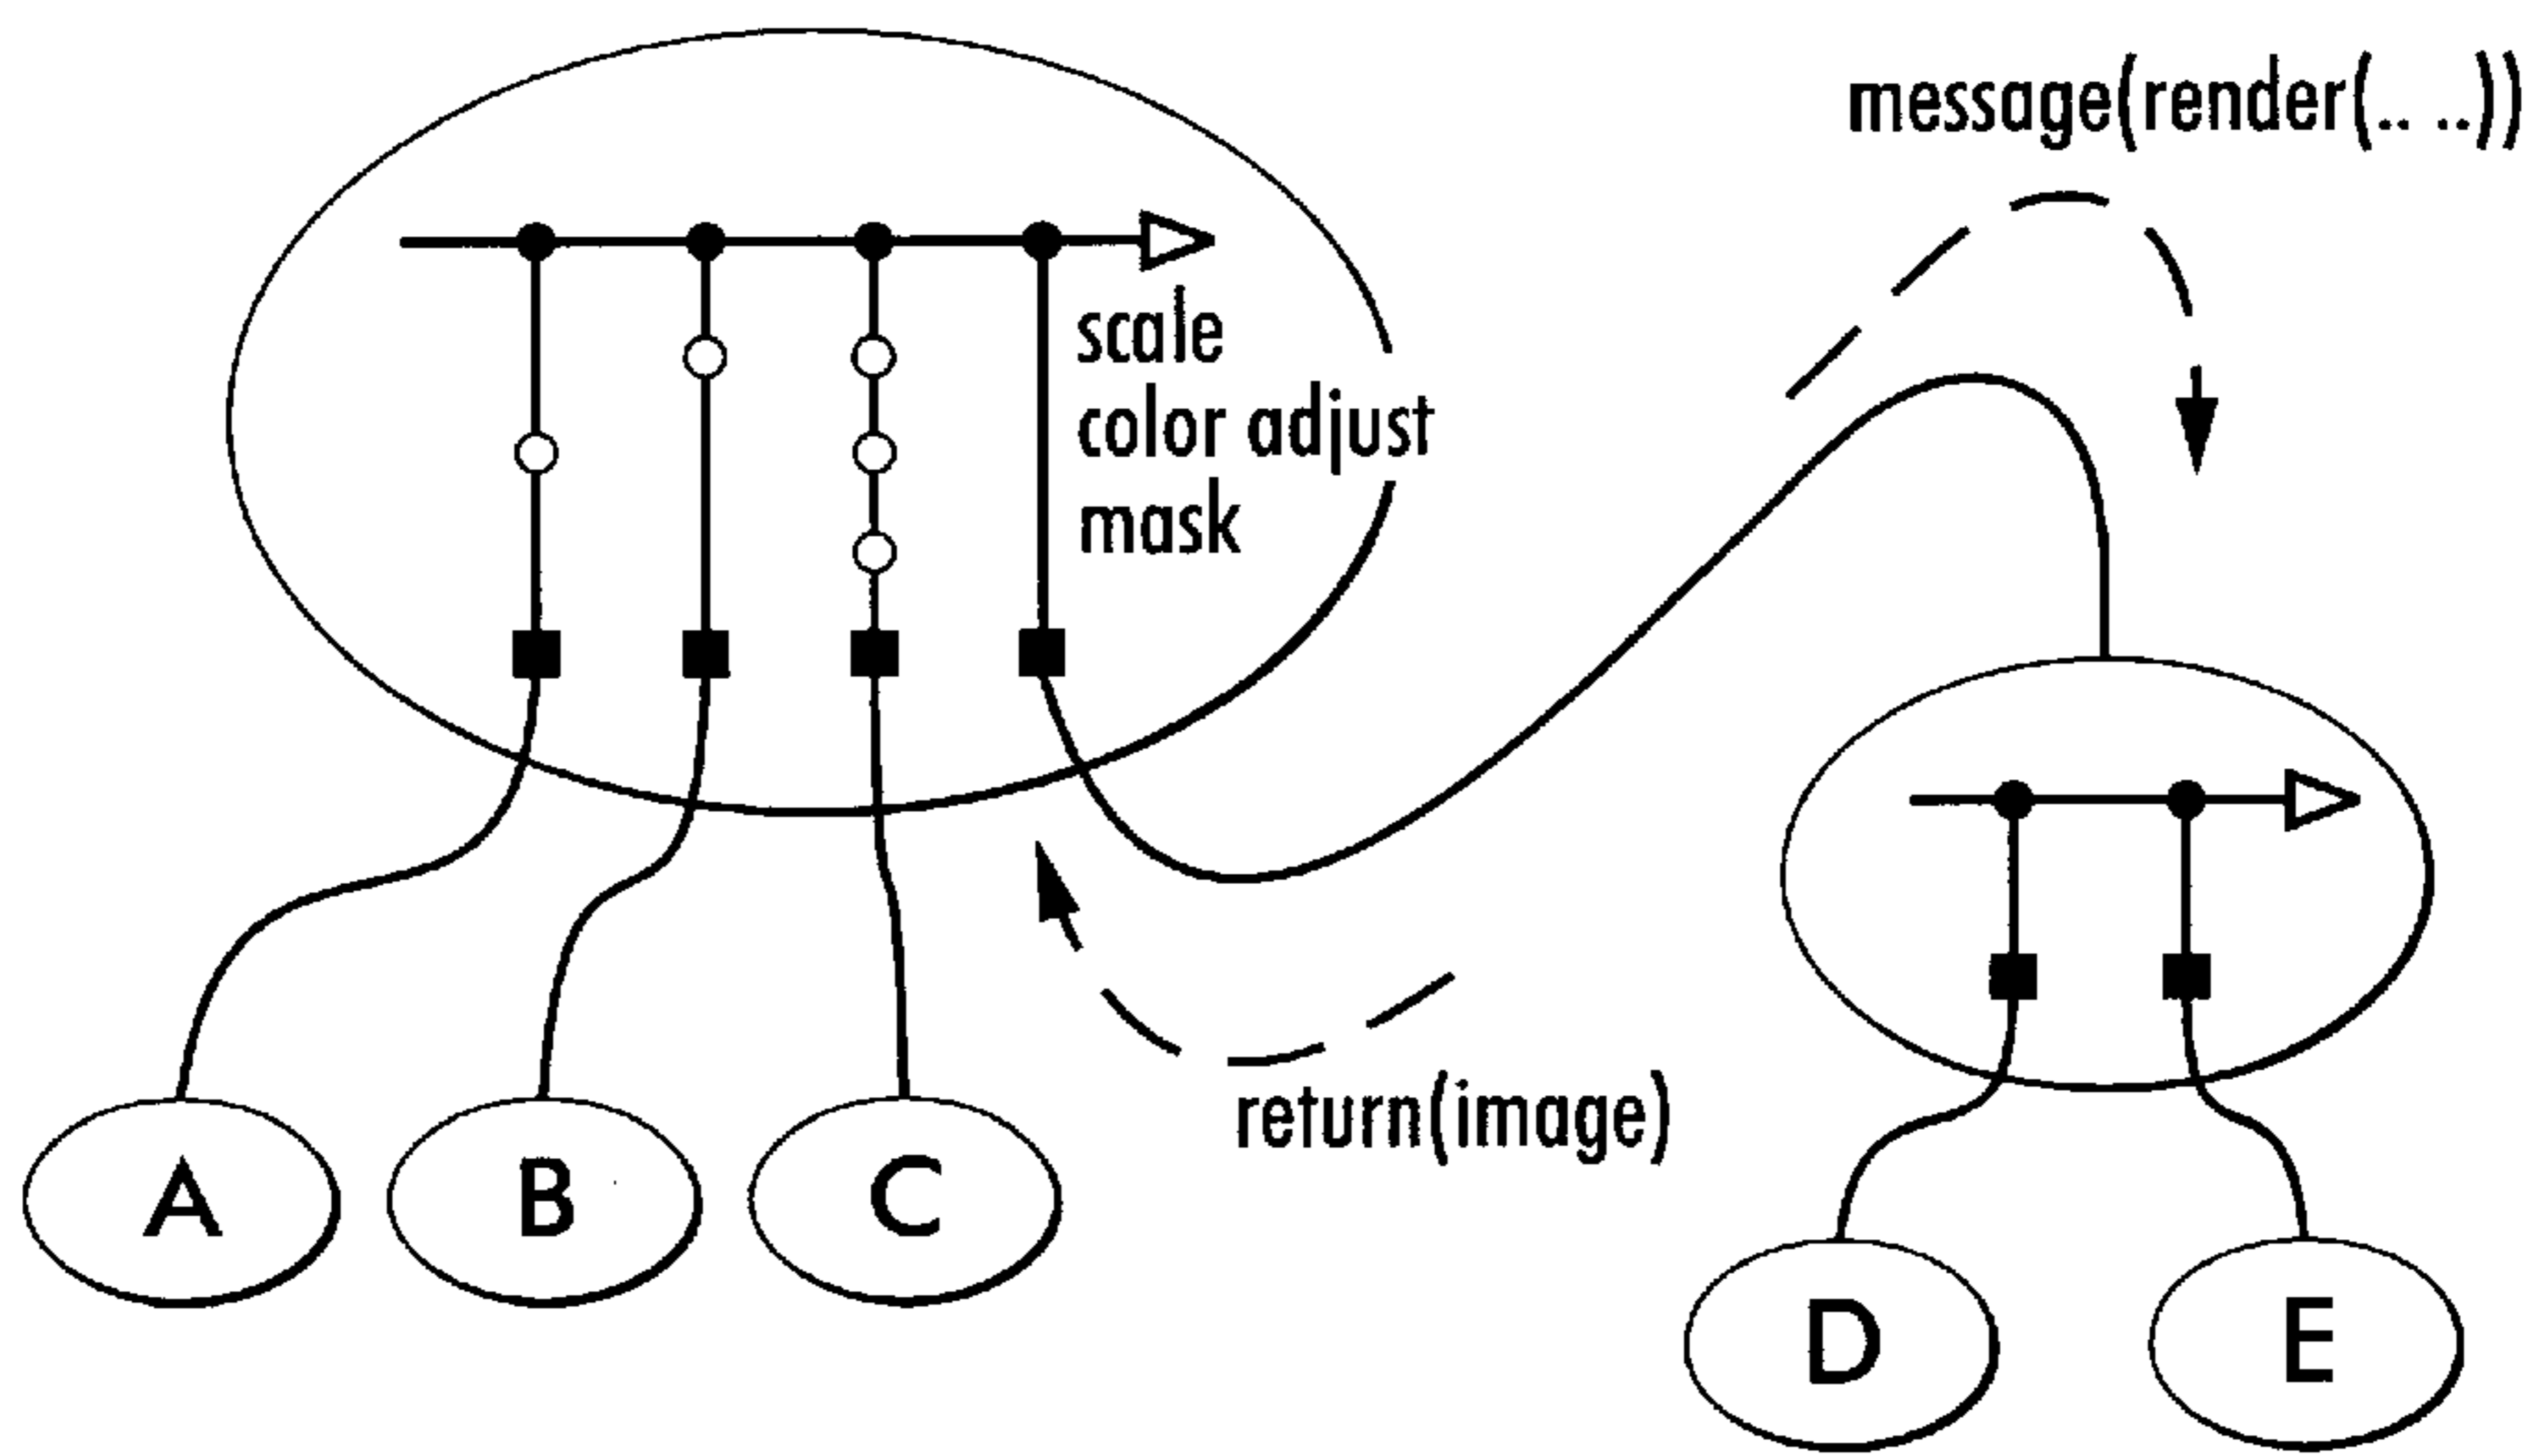 message(render(.. ..))
scale
color adjust
mask
return(image)
A
B
C
D
E